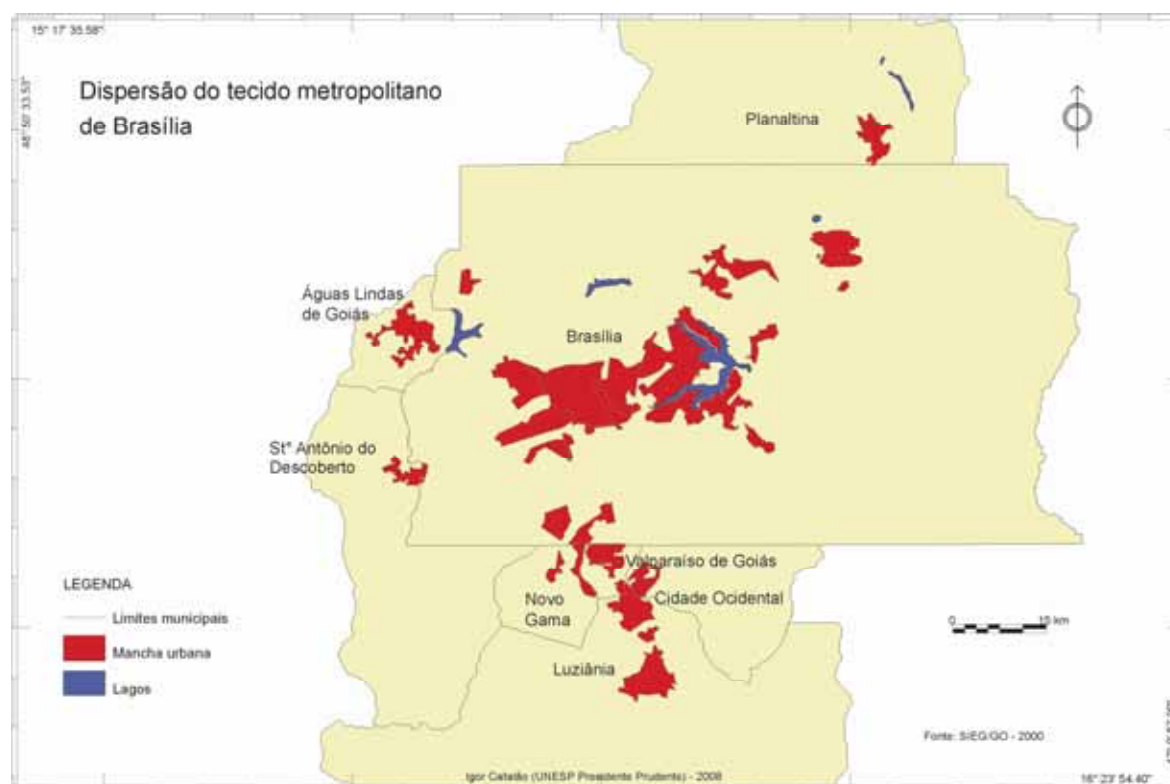 15° 17' 35.58"
48° 50' 33.53"
Dispersão do tecido metropolitano
de Brasília
Planaltina
Águas Lindas
de Goiás
Brasília
St° Antônio do
Descoberto
Valparaíso de Goiás
Novo
Gama
Cidade Ocidental
Luziânia
LEGENDA
Limites municipais
Mancha urbana
Lagos
0 15 km
Fonte: SIEG/GO - 2000
Igor Catalão (UNESP Presidente Prudente) - 2008
16° 23' 54.40"